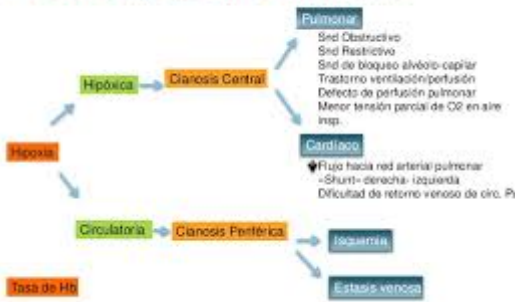 Pulmonar
Snd Obstructivo
Snd Restrictivo
Snd de bloqueo alvéolo-capilar
Trastorno ventilación/perfusión
Defecto de perfusión pulmonar
Menor tensión parcial de O2 en aire
insp.
Hipóxica
Cianosis Central
Hipoxia
Cardíaco
Flujo hacia red arterial pulmonar
-Shunt- derecha- izquierda
Dificultad de retorno venoso de circ. P
Circulatoria
Cianosis Periférica
Isquemia
Tasa de Hb
Estasis venosa